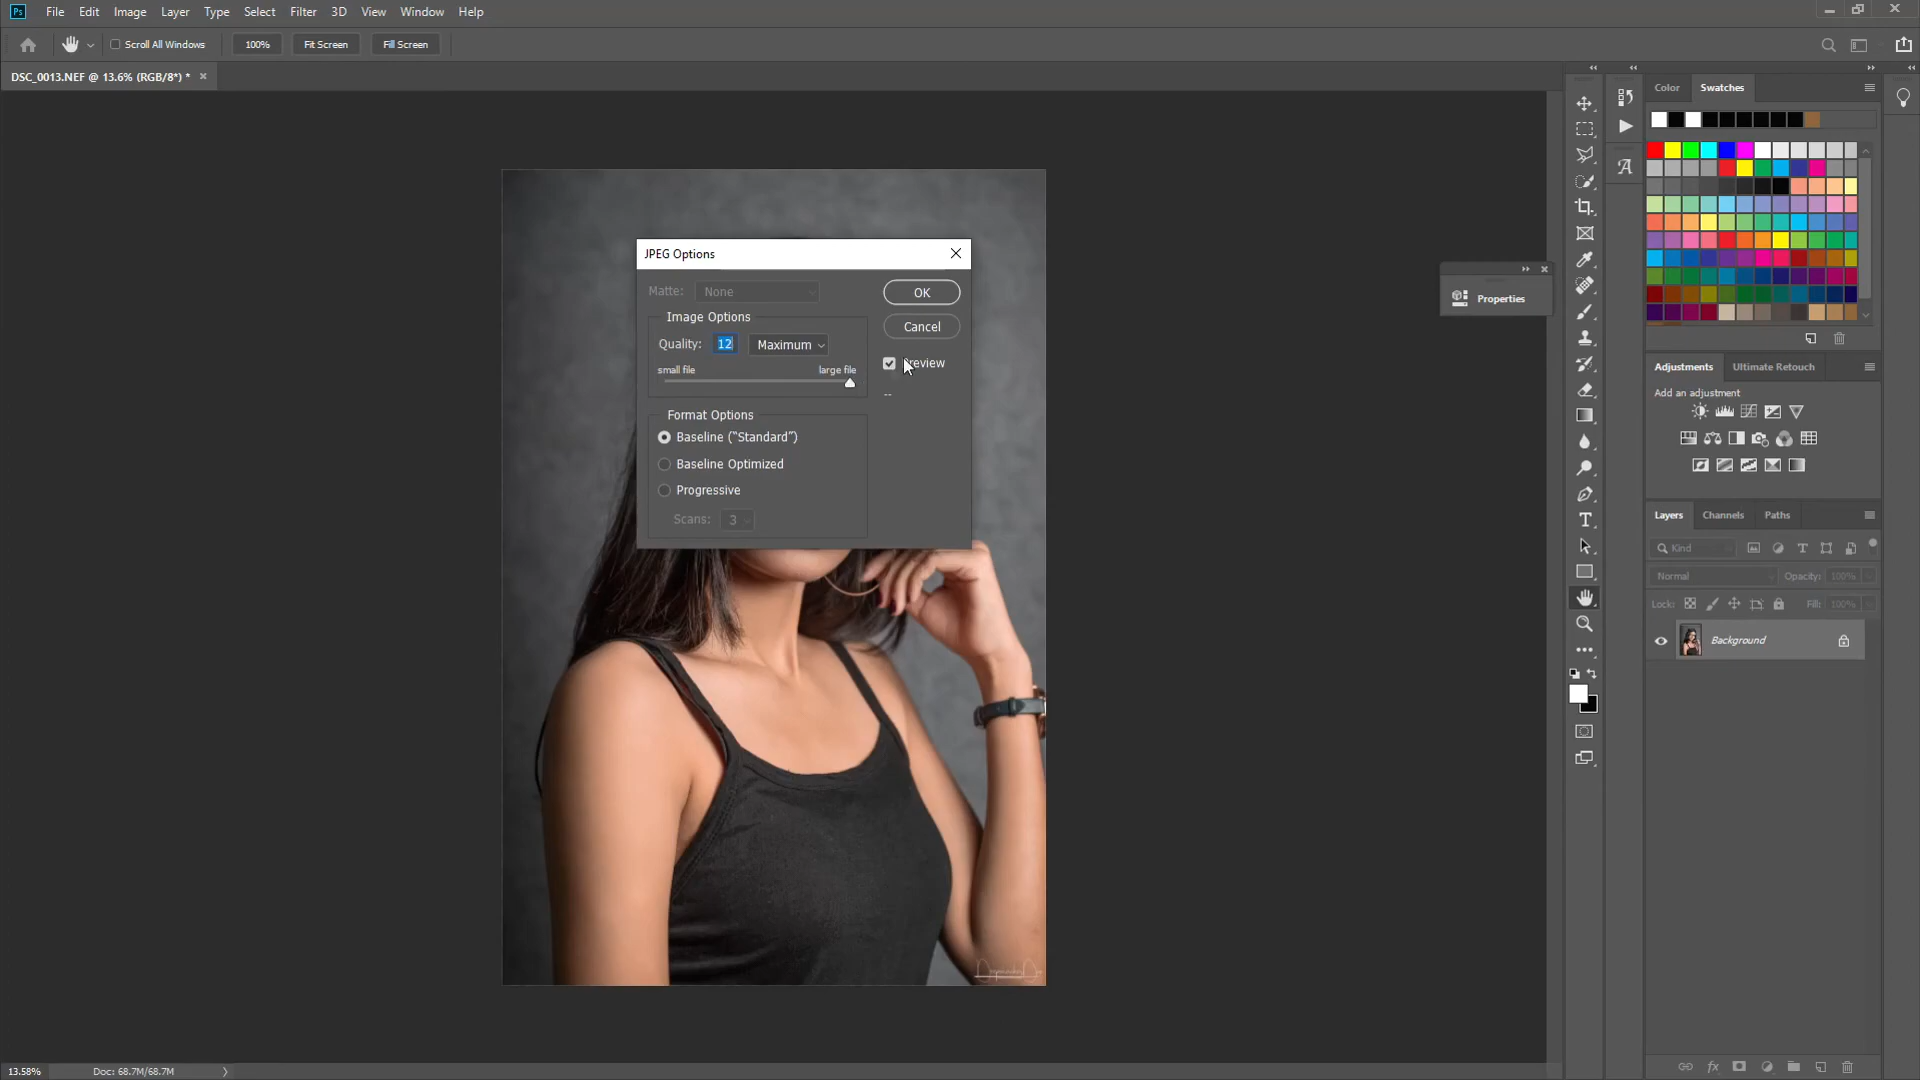 Ps File Edit Image Layer Type Select Filter 3D View Window Help
Scroll All Windows 100% Fit Screen Fill Screen
DSC_0013.NEF @ 13.6% (RGB/8*) *
JPEG Options
Matte: None
OK
Image Options
Cancel
Quality: 12 Maximum
Preview
small file large file
--
Format Options
Baseline (“Standard”)
Baseline Optimized
Progressive
Scans: 3
Properties
Color Swatches
Adjustments Ultimate Retouch
Add an adjustment
Layers Channels Paths
Kind
Normal Opacity: 100%
Lock: Fill: 100%
Background
13.58% Doc: 68.7M/68.7M